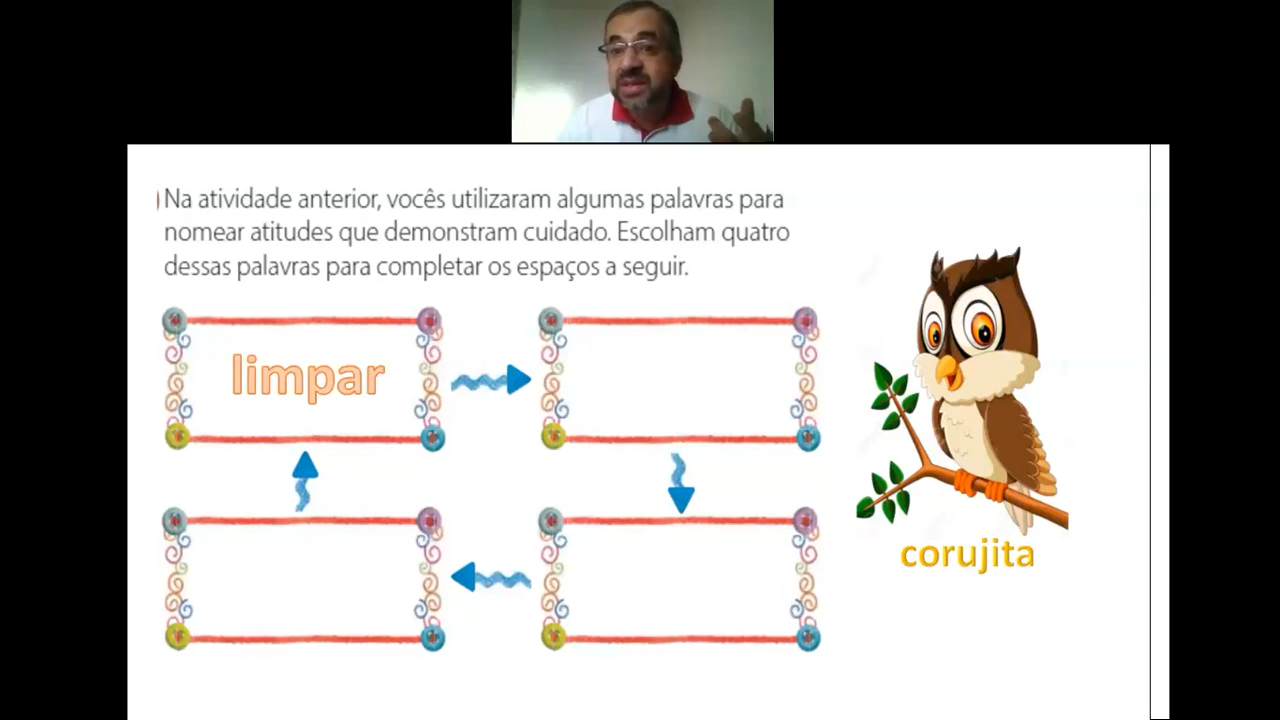 Na atividade anterior, vocês utilizaram algumas palavras para
nomear atitudes que demonstram cuidado. Escolham quatro
dessas palavras para completar os espaços a seguir.
limpar
corujita